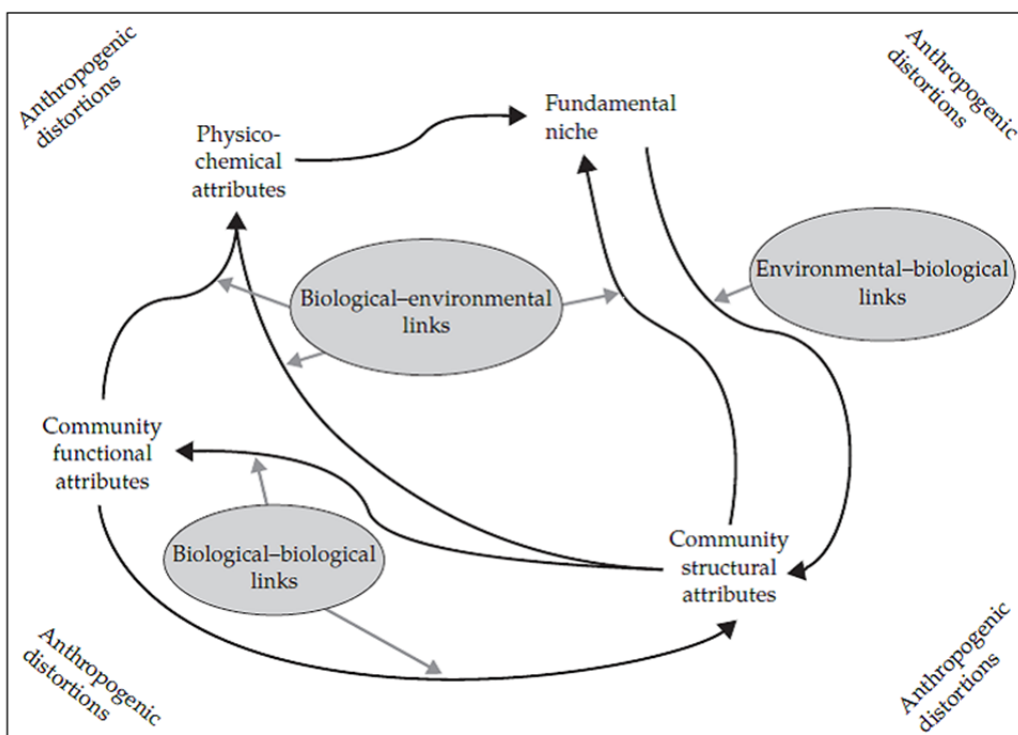 Anthropogenic
distortions
Anthropogenic
distortions
Fundamental
niche
Physico-
chemical
attributes
Environmental–biological
links
Biological–environmental
links
Community
functional
attributes
Biological–biological
links
Community
structural
attributes
Anthropogenic
distortions
Anthropogenic
distortions